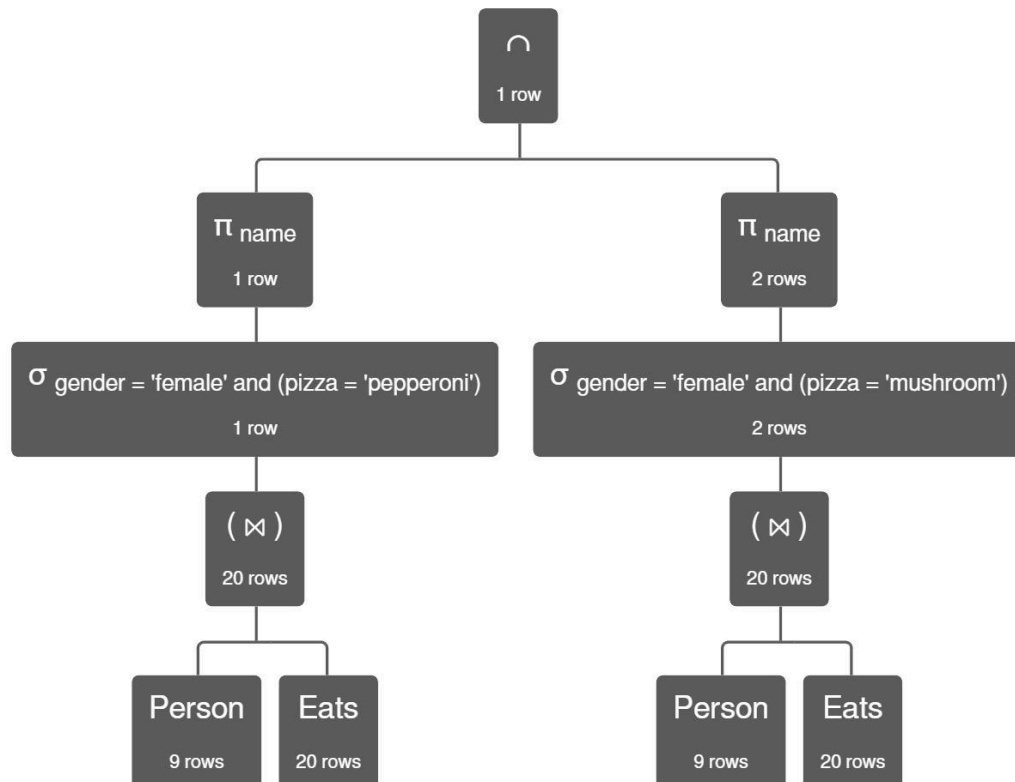 ∩
1 row
π name
1 row
π name
2 rows
σ gender = 'female' and (pizza = 'pepperoni')
1 row
σ gender = 'female' and (pizza = 'mushroom')
2 rows
( ⋈ )
20 rows
( ⋈ )
20 rows
Person
9 rows
Eats
20 rows
Person
9 rows
Eats
20 rows